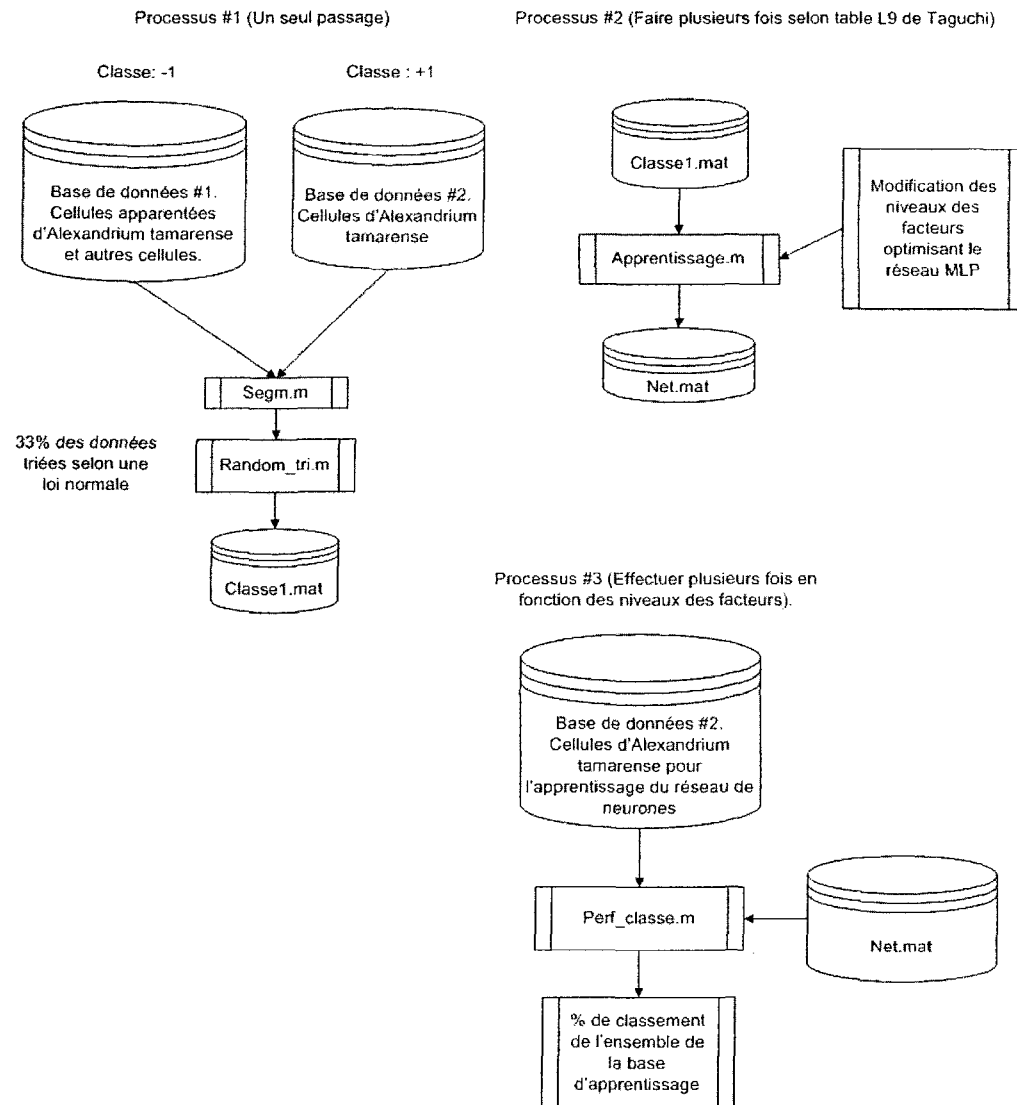 Processus #1 (Un seul passage)
Classe: -1
Classe : +1
Base de données #1.
Cellules apparentées
d'Alexandrium tamarense
et autres cellules.
Base de données #2.
Cellules d'Alexandrium
tamarense
Segm.m
33% des données
triées selon une
loi normale
Random_tri.m
Classe1.mat
Processus #2 (Faire plusieurs fois selon table L9 de Taguchi)
Classe1.mat
Modification des
niveaux des
facteurs
optimisant le
réseau MLP
Apprentissage.m
Net.mat
Processus #3 (Effectuer plusieurs fois en
fonction des niveaux des facteurs).
Base de données #2.
Cellules d'Alexandrium
tamarense pour
l'apprentissage du réseau de
neurones
Perf_classe.m
Net.mat
% de classement
de l'ensemble de
la base
d'apprentissage